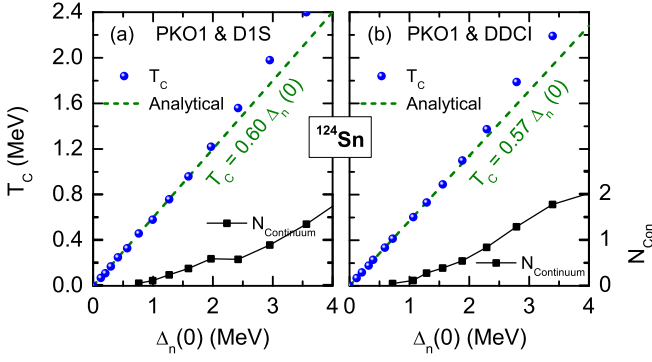 (a) PKO1 & D1S
T_C
Analytical
T_C = 0.60 Δ_n(0)
N_Continuum
(b) PKO1 & DDCI
T_C
Analytical
T_C = 0.57 Δ_n(0)
N_Continuum
¹²⁴Sn
T_C (MeV)
2.4
2.0
1.6
1.2
0.8
0.4
0.0
2
1
0
N_Con
0 1 2 3 4
0 1 2 3 4
Δ_n(0) (MeV)
Δ_n(0) (MeV)